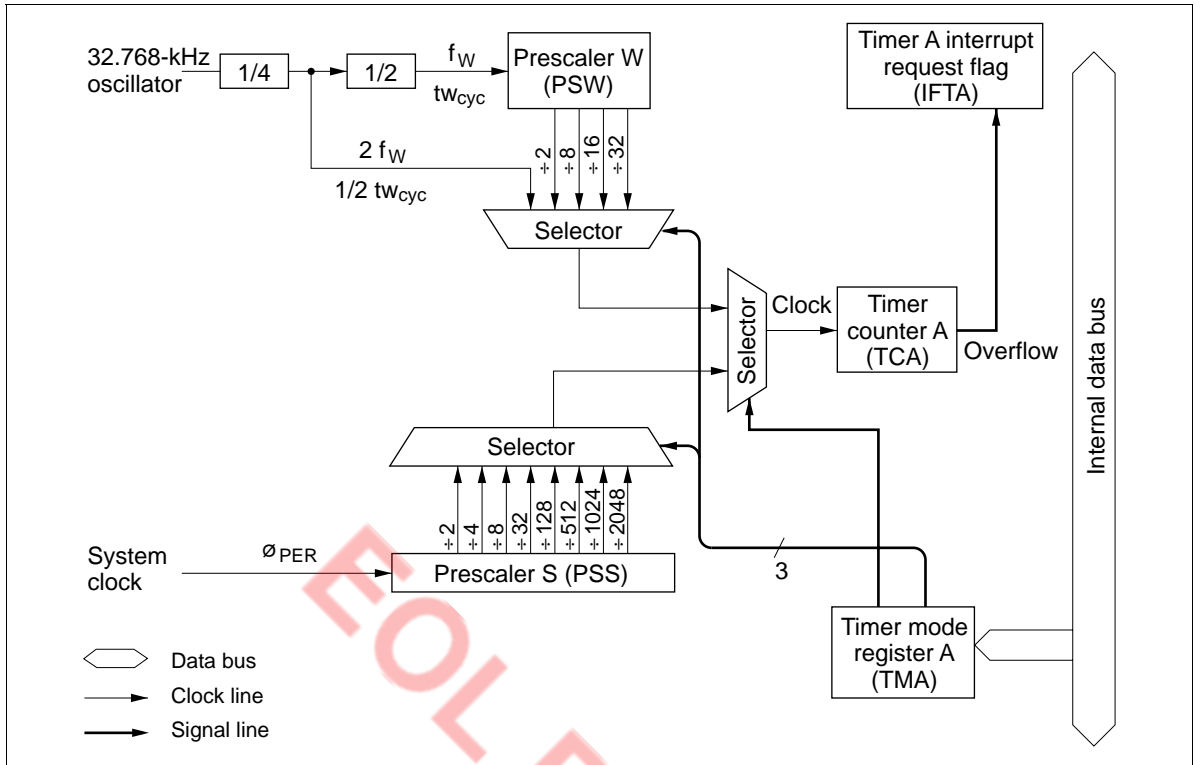 32.768-kHz
oscillator
1/4
1/2
fW
twcyc
Prescaler W
(PSW)
Timer A interrupt
request flag
(IFTA)
2 fW
1/2 twcyc
÷2
÷8
÷16
÷32
Selector
Selector
Clock
Timer
counter A
(TCA)
Overflow
Internal data bus
Selector
÷2
÷4
÷8
÷32
÷128
÷512
÷1024
÷2048
System
clock
øPER
Prescaler S (PSS)
3
Timer mode
register A
(TMA)
Data bus
Clock line
Signal line
EOL